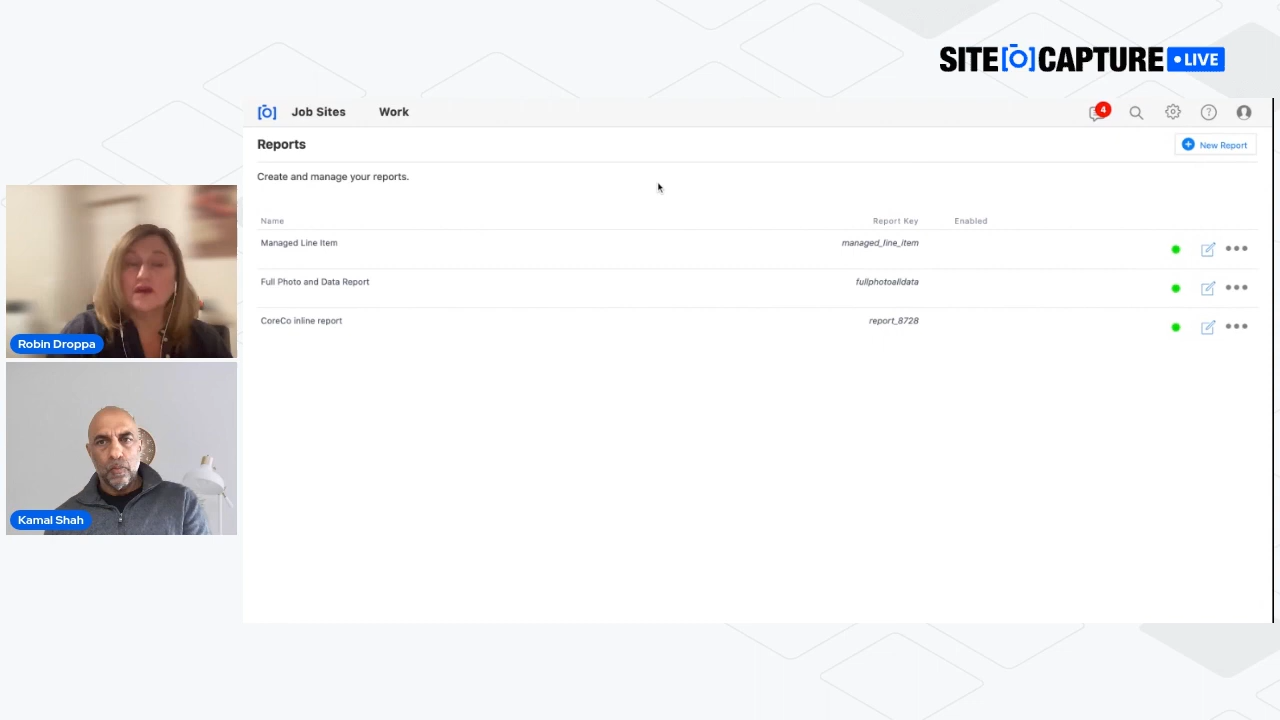 SITE CAPTURE LIVE
Job Sites Work 4 ?
Reports
New Report
Create and manage your reports.
Name Report Key Enabled
Managed Line Item managed_line_item
Full Photo and Data Report fullphotoalldata
CoreCo inline report report_8728
Robin Droppa
Kamal Shah